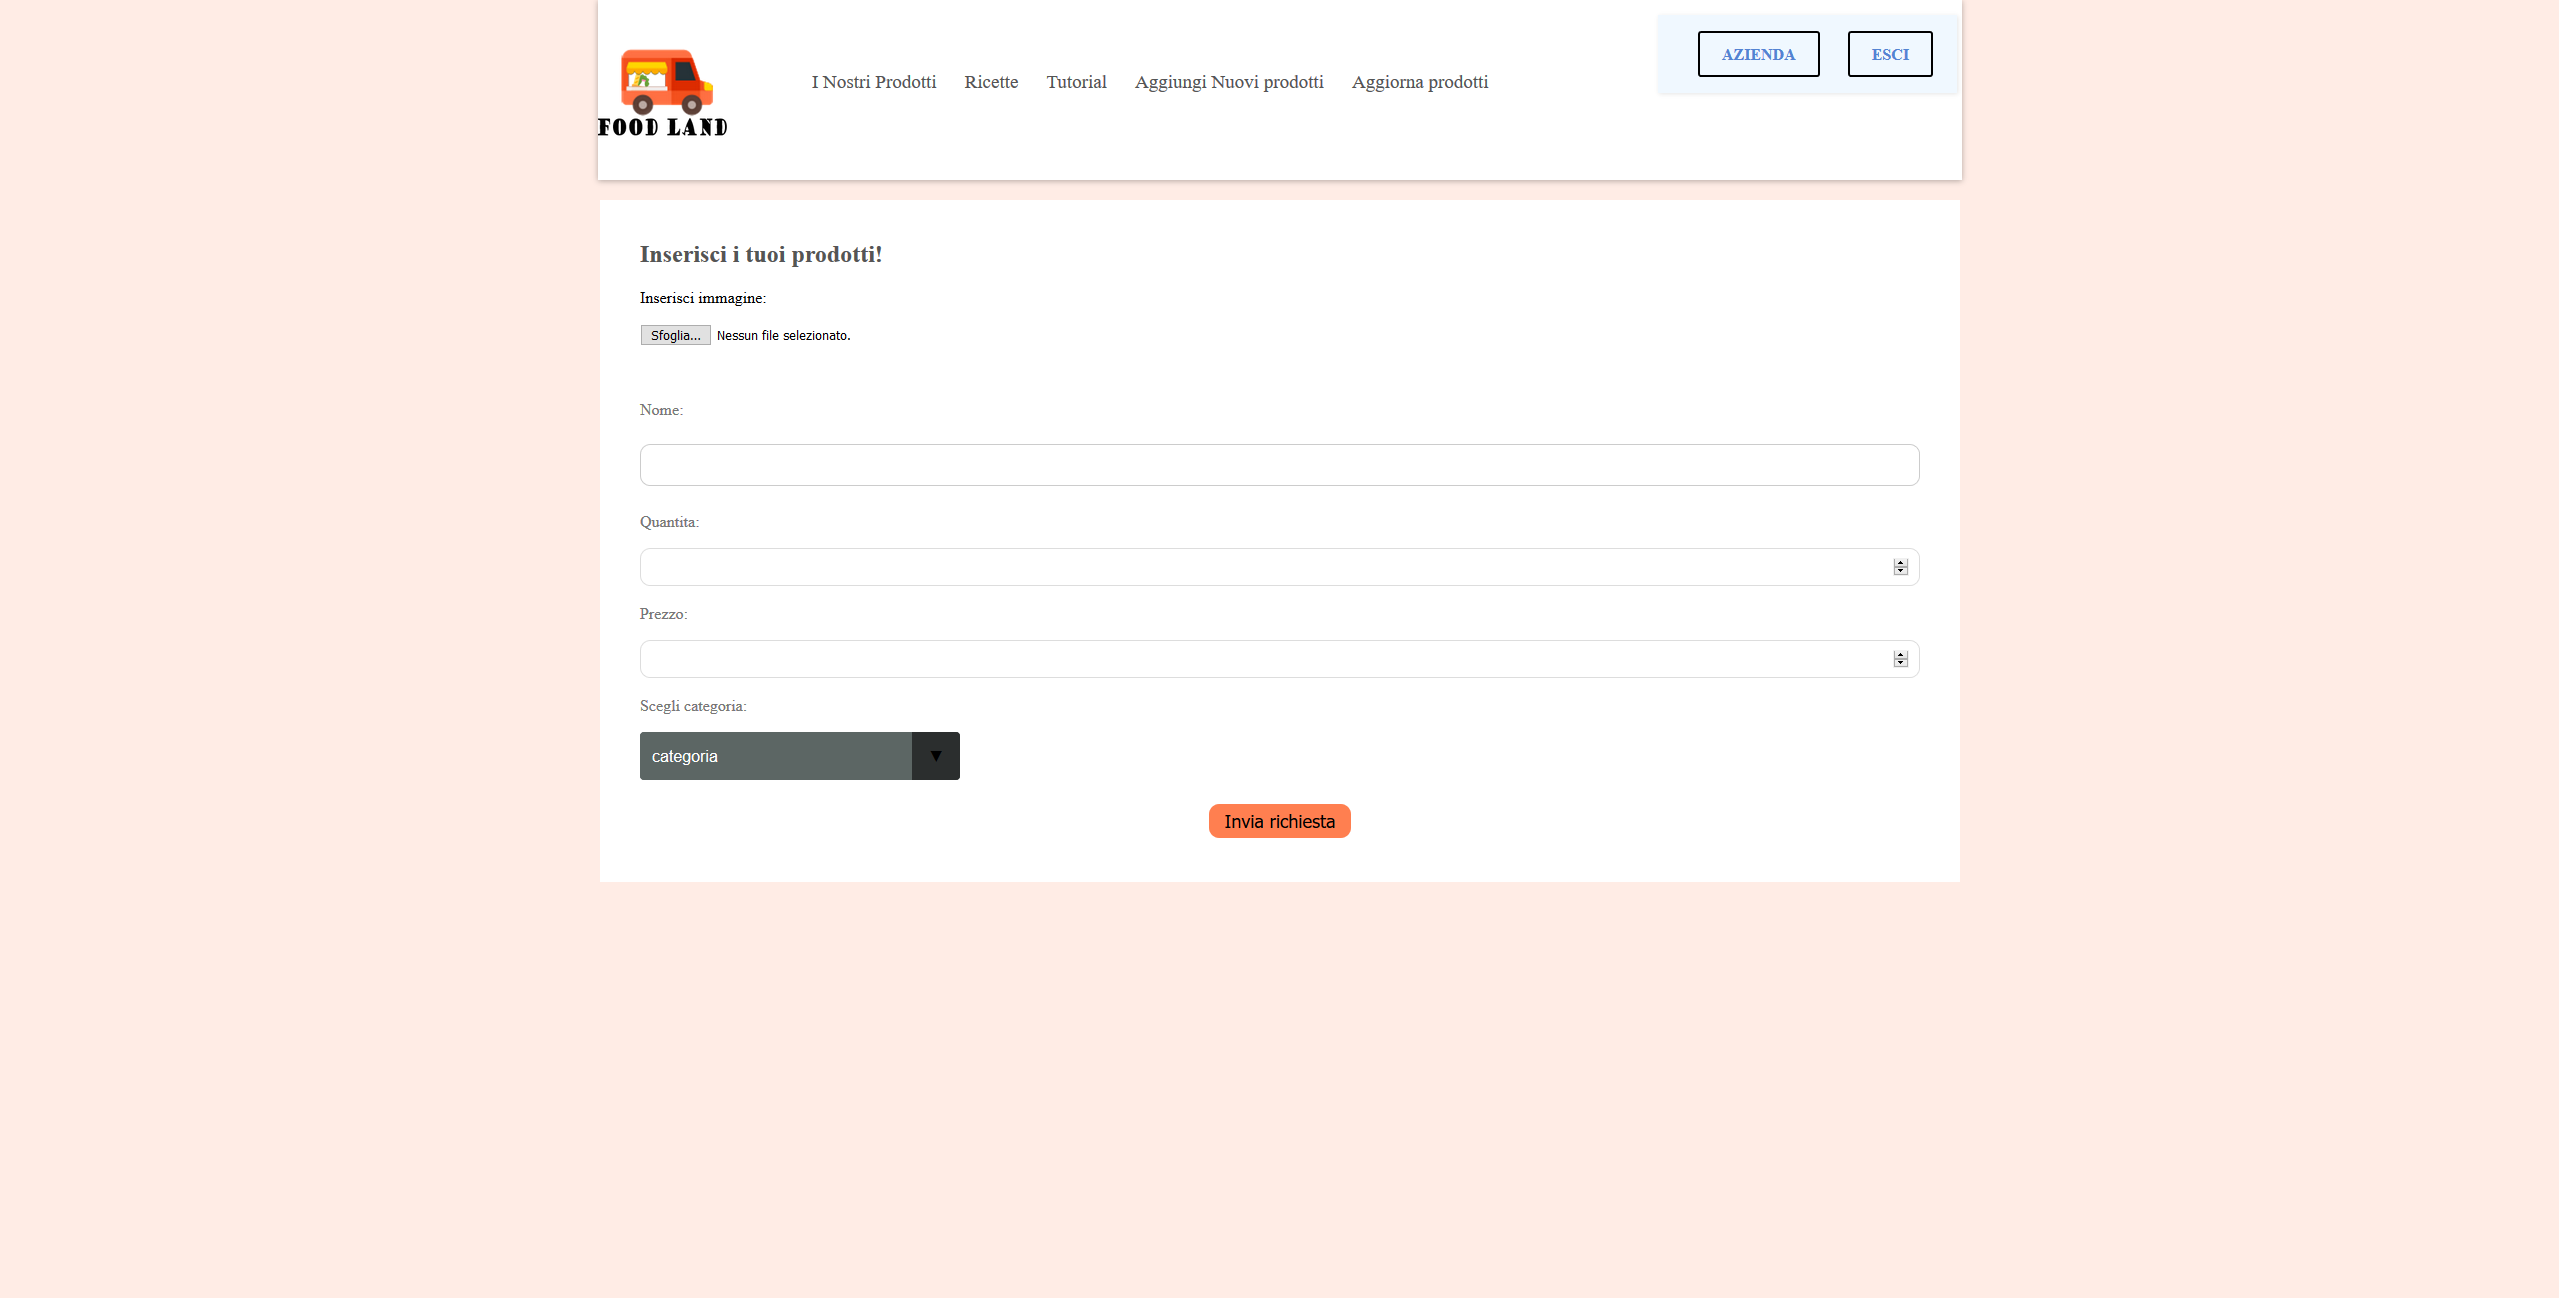 FOOD LAND
I Nostri Prodotti Ricette Tutorial Aggiungi Nuovi prodotti Aggiorna prodotti
AZIENDA ESCI
Inserisci i tuoi prodotti!
Inserisci immagine:
Sfoglia... Nessun file selezionato.
Nome:
Quantita:
Prezzo:
Scegli categoria:
categoria
Invia richiesta